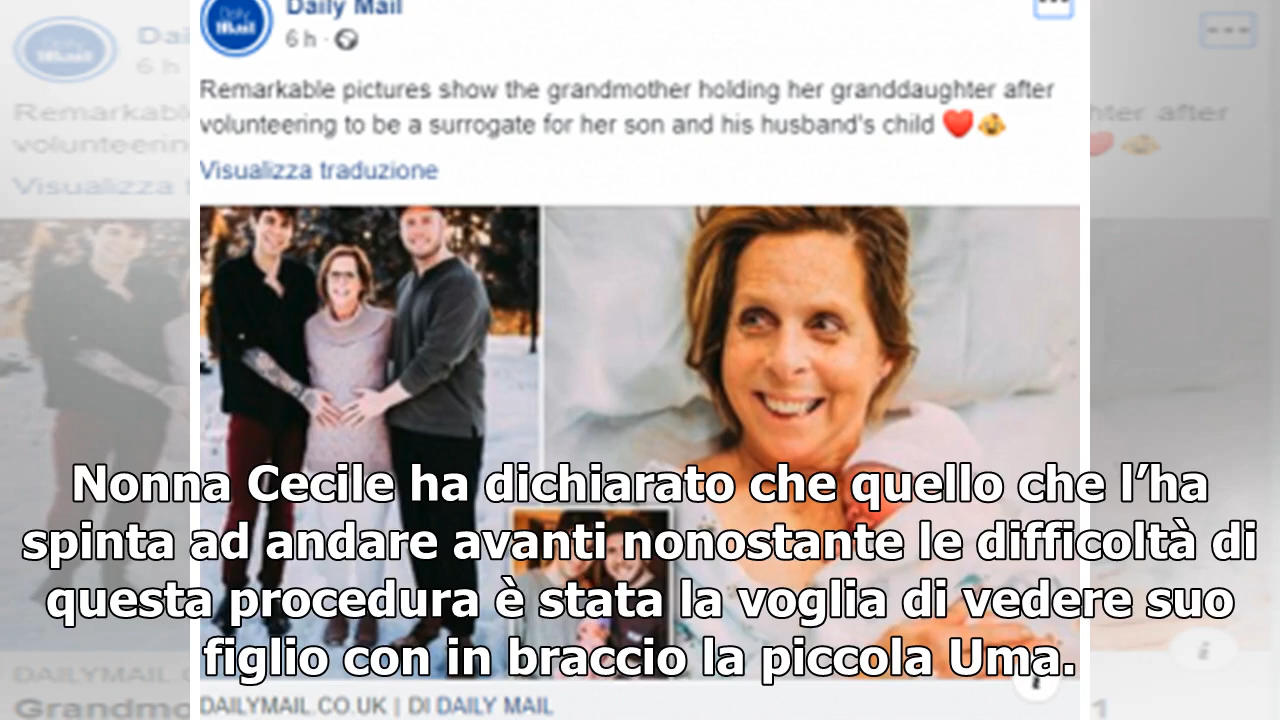 Daily Mail
6 h
Remarkable pictures show the grandmother holding her granddaughter after
volunteering to be a surrogate for her son and his husband's child
Visualizza traduzione
Nonna Cecile ha dichiarato che quello che l’ha
spinta ad andare avanti nonostante le difficoltà di
questa procedura è stata la voglia di vedere suo
figlio con in braccio la piccola Uma.
DAILYMAIL.CO.UK | DI DAILY MAIL